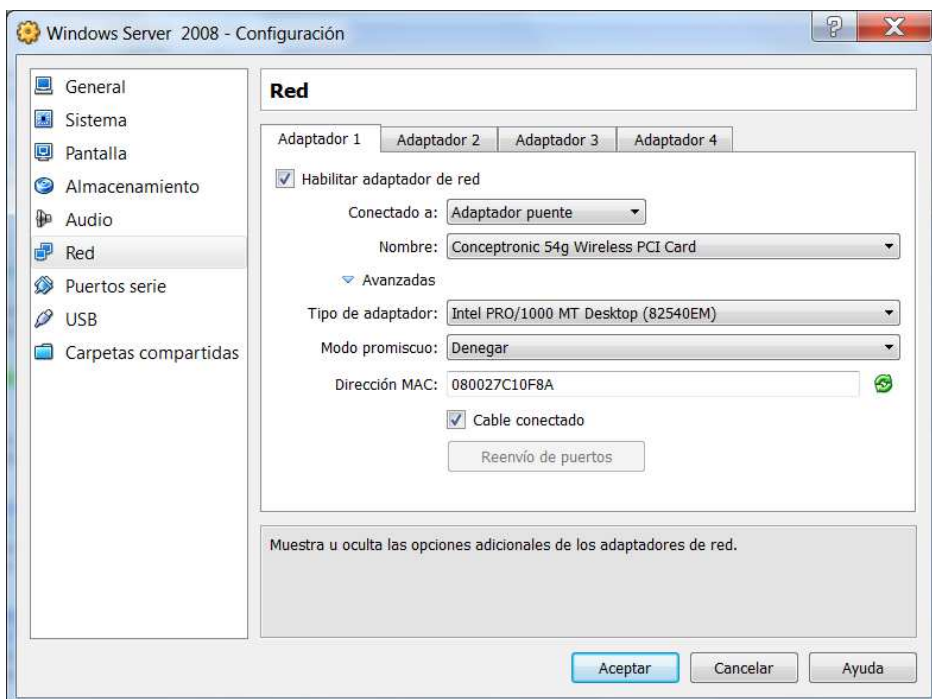 Windows Server 2008 - Configuración
General
Sistema
Pantalla
Almacenamiento
Audio
Red
Puertos serie
USB
Carpetas compartidas
Red
Adaptador 1
Adaptador 2
Adaptador 3
Adaptador 4
Habilitar adaptador de red
Conectado a: Adaptador puente
Nombre: Conceptronic 54g Wireless PCI Card
Avanzadas
Tipo de adaptador: Intel PRO/1000 MT Desktop (82540EM)
Modo promiscuo: Denegar
Dirección MAC: 080027C10F8A
Cable conectado
Reenvío de puertos
Muestra u oculta las opciones adicionales de los adaptadores de red.
Aceptar
Cancelar
Ayuda